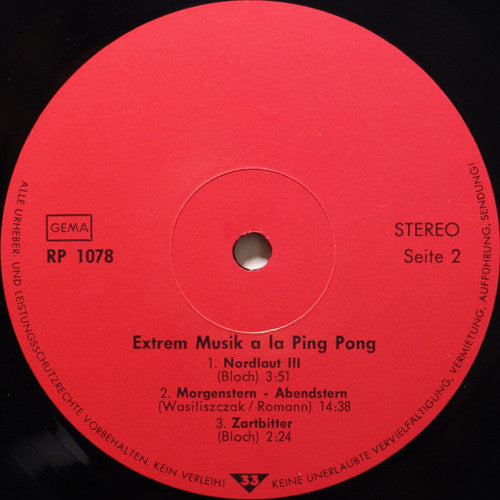 GEMA
RP 1078
STEREO
Seite 2
Extrem Musik a la Ping Pong
1. Nordlaut III
(Bloch) 3:51
2. Morgenstern - Abendstern
(Wasiliszczak / Romann) 14:38
3. Zartbitter
(Bloch) 2:24
ALLE URHEBER- UND LEISTUNGSSCHUTZRECHTE VORBEHALTEN. KEIN VERLEIH! 33 KEINE UNERLAUBTE VERVIELFALTIGUNG, VERMIETUNG, AUFFÜHRUNG, SENDUNG!